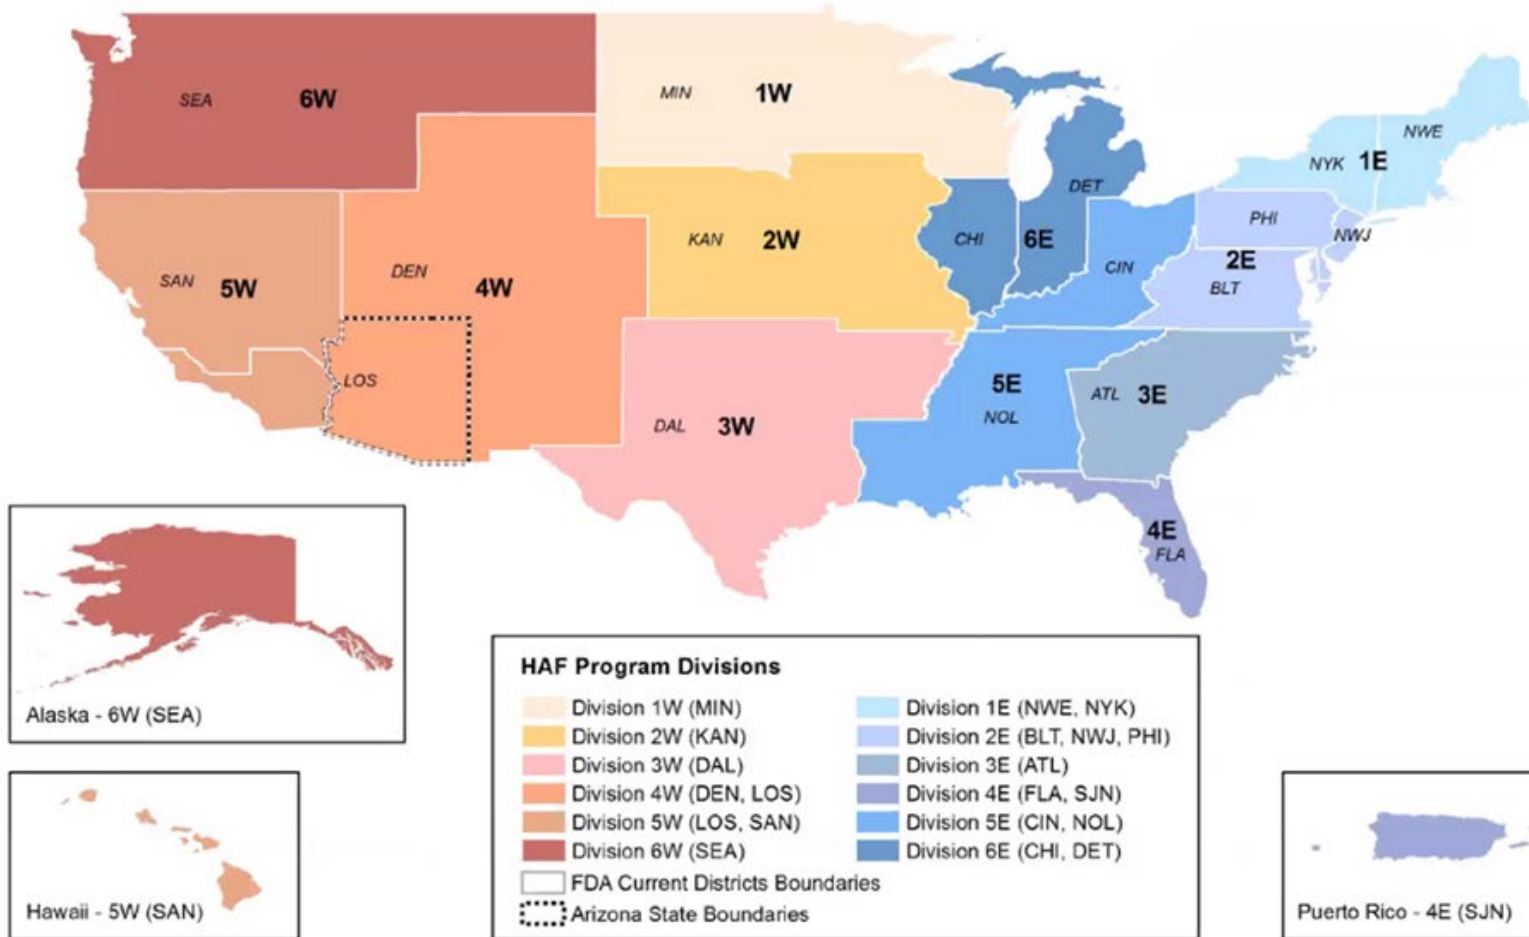 SEA 6W
MIN 1W
NWE
NYK 1E
DET
PHI
NWJ
KAN 2W
CHI 6E
CIN
2E
BLT
DEN
SAN 5W
4W
LOS
5E
NOL
ATL 3E
DAL 3W
4E
FLA
Alaska - 6W (SEA)
Hawaii - 5W (SAN)
HAF Program Divisions
Division 1W (MIN)
Division 2W (KAN)
Division 3W (DAL)
Division 4W (DEN, LOS)
Division 5W (LOS, SAN)
Division 6W (SEA)
FDA Current Districts Boundaries
Arizona State Boundaries
Division 1E (NWE, NYK)
Division 2E (BLT, NWJ, PHI)
Division 3E (ATL)
Division 4E (FLA, SJN)
Division 5E (CIN, NOL)
Division 6E (CHI, DET)
Puerto Rico - 4E (SJN)